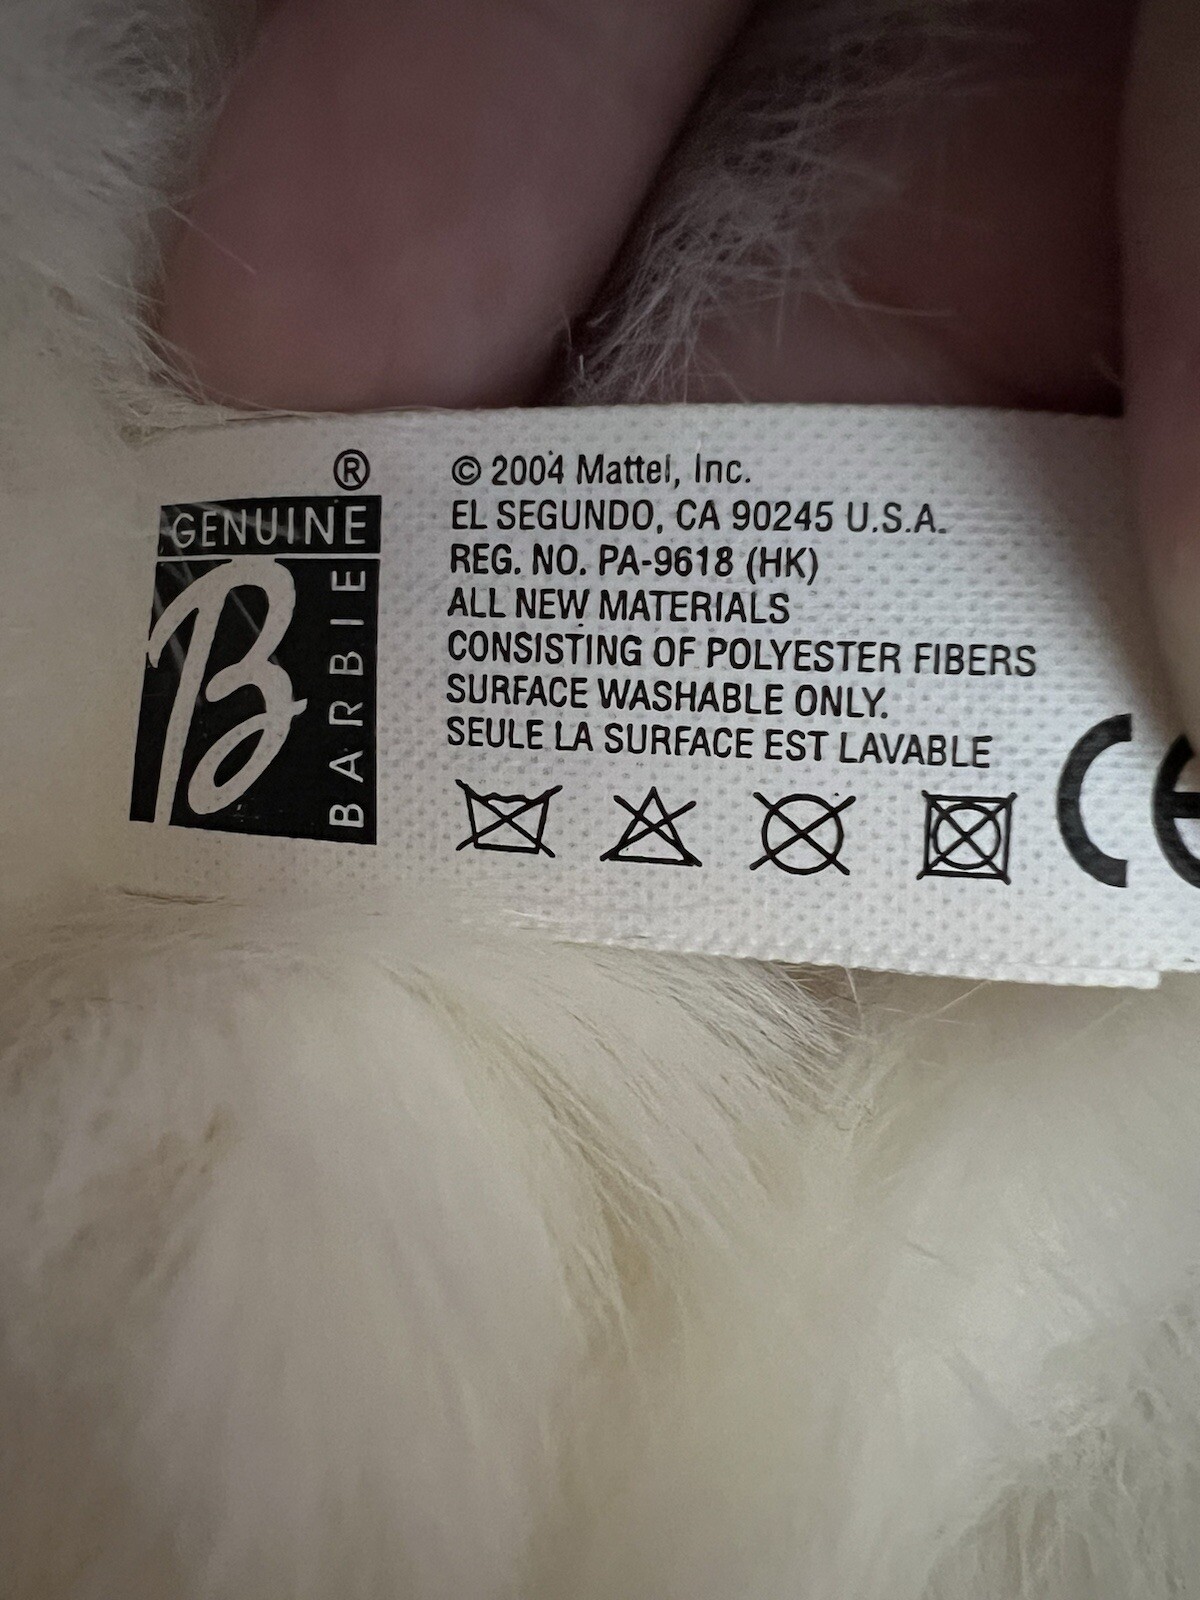 ®
GENUINE
B
BARBIE
© 2004 Mattel, Inc.
EL SEGUNDO, CA 90245 U.S.A.
REG. NO. PA-9618 (HK)
ALL NEW MATERIALS
CONSISTING OF POLYESTER FIBERS
SURFACE WASHABLE ONLY.
SEULE LA SURFACE EST LAVABLE
CE